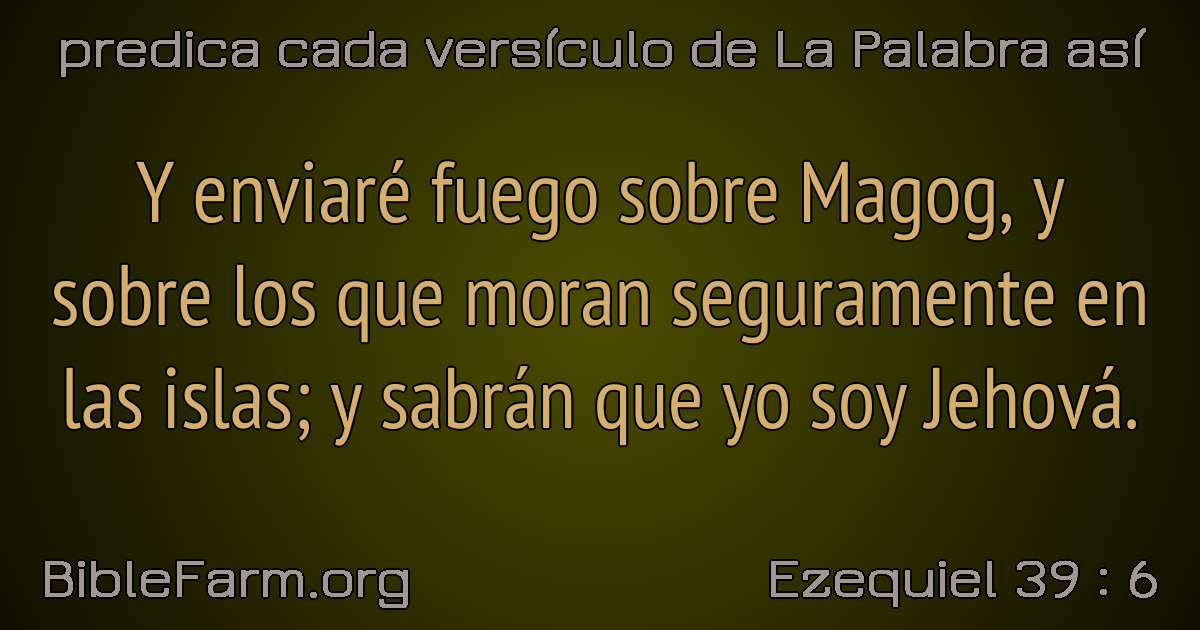 predica cada versículo de La Palabra así
Y enviaré fuego sobre Magog, y
sobre los que moran seguramente en
las islas; y sabrán que yo soy Jehová.
BibleFarm.org
Ezequiel 39 : 6